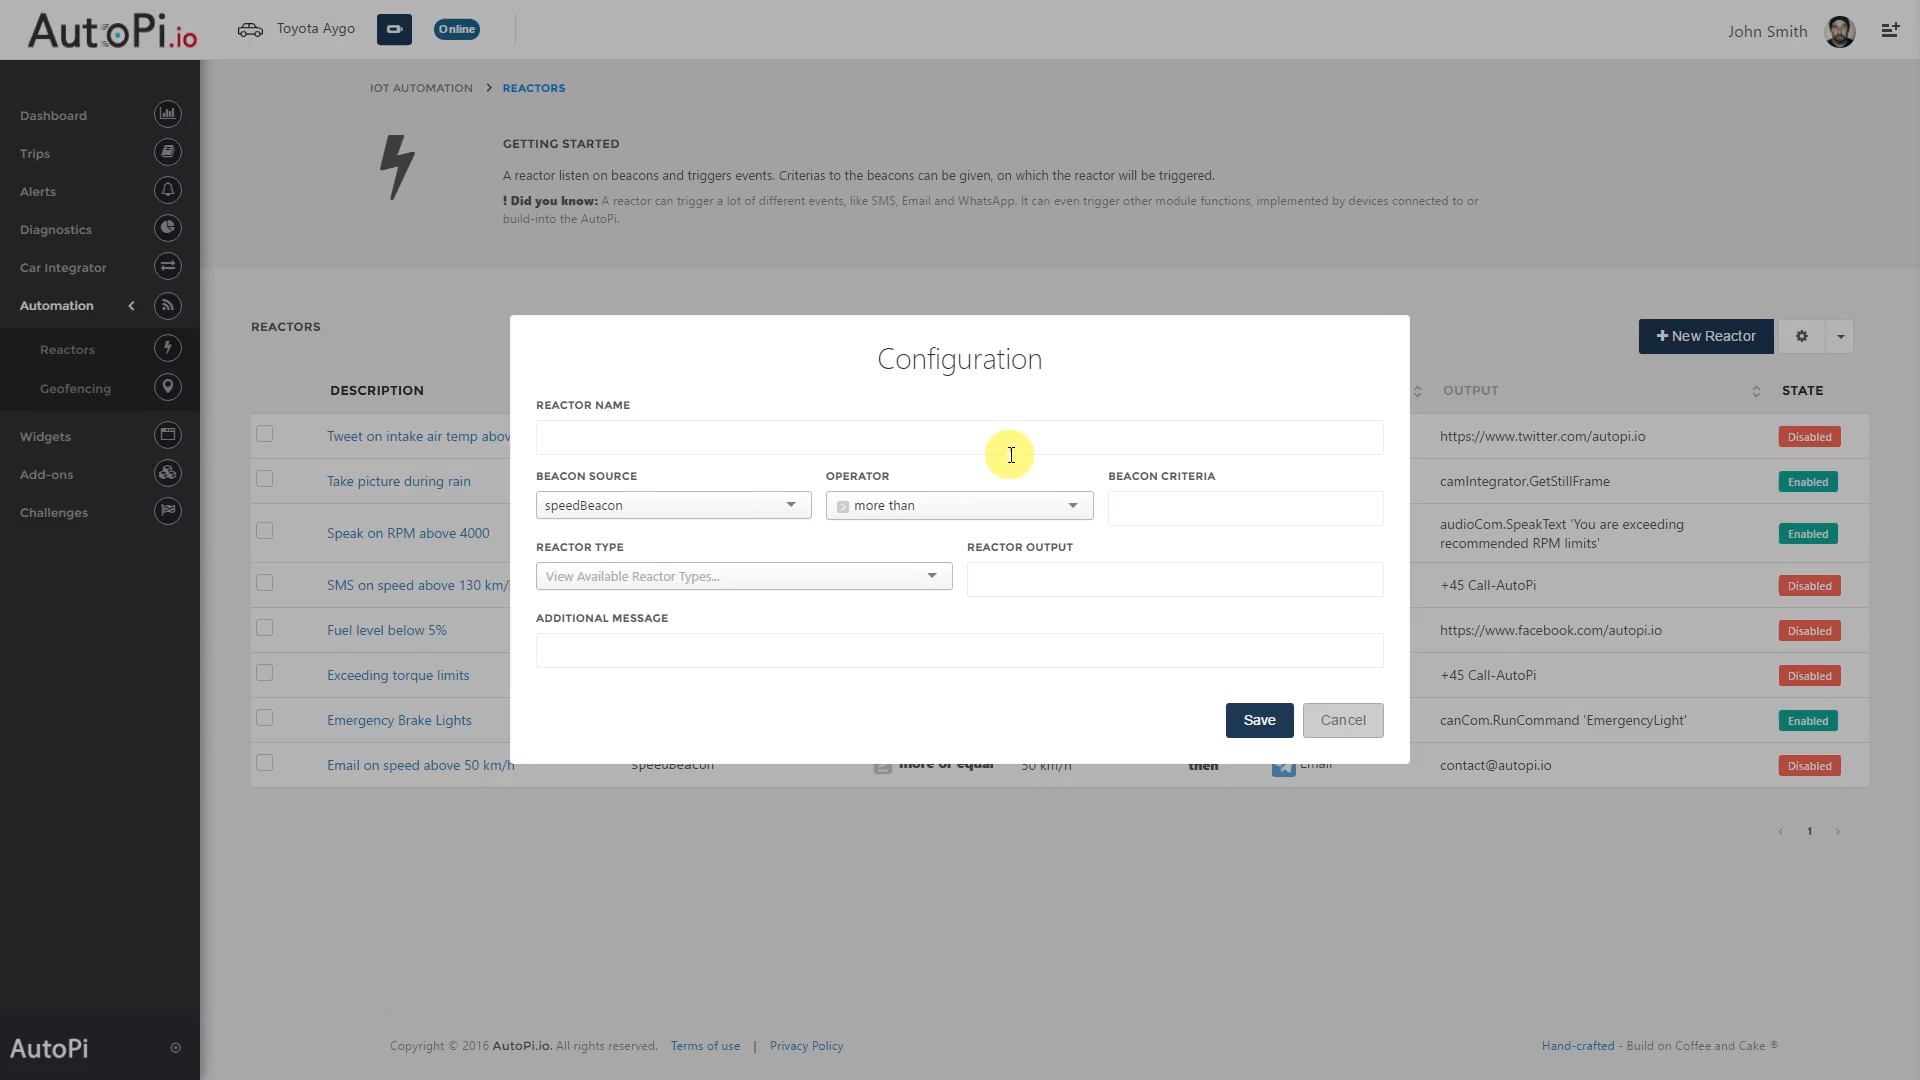 AutoPi.io
Toyota Aygo
Online
John Smith
Dashboard
Trips
Alerts
Diagnostics
Car Integrator
Automation
Reactors
Geofencing
Widgets
Add-ons
Challenges
AutoPi
IOT AUTOMATION > REACTORS
GETTING STARTED
A reactor listen on beacons and triggers events. Criterias to the beacons can be given, on which the reactor will be triggered.
! Did you know: A reactor can trigger a lot of different events, like SMS, Email and WhatsApp. It can even trigger other module functions, implemented by devices connected to or
build-into the AutoPi.
REACTORS
+ New Reactor
DESCRIPTION OUTPUT STATE
Tweet on intake air temp abov https://www.twitter.com/autopi.io Disabled
Take picture during rain camIntegrator.GetStillFrame Enabled
Speak on RPM above 4000 audioCom.SpeakText 'You are exceeding
recommended RPM limits' Enabled
SMS on speed above 130 km/ +45 Call-AutoPi Disabled
Fuel level below 5% https://www.facebook.com/autopi.io Disabled
Exceeding torque limits +45 Call-AutoPi Disabled
Emergency Brake Lights canCom.RunCommand 'EmergencyLight' Enabled
Email on speed above 50 km/h speedBeacon more or equal 50 km/h then Email contact@autopi.io Disabled
1
Configuration
REACTOR NAME
BEACON SOURCE OPERATOR BEACON CRITERIA
speedBeacon more than
REACTOR TYPE REACTOR OUTPUT
View Available Reactor Types...
ADDITIONAL MESSAGE
Save Cancel
Copyright © 2016 AutoPi.io. All rights reserved. Terms of use | Privacy Policy
Hand-crafted - Build on Coffee and Cake ®